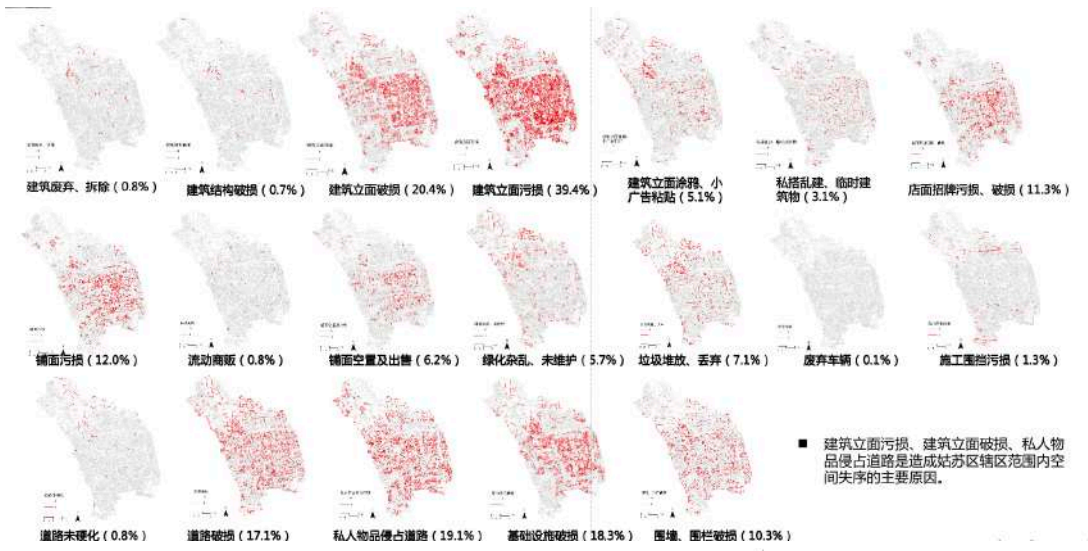 建筑废弃、拆除（0.8%）
建筑结构破损（0.7%）
建筑立面破损（20.4%）
建筑立面污损（39.4%）
建筑立面涂鸦、小
广告粘贴（5.1%）
私搭乱建、临时建
筑物（3.1%）
店面招牌污损、破损（11.3%）
铺面污损（12.0%）
流动商贩（0.8%）
铺面空置及出售（6.2%）
绿化杂乱、未维护（5.7%）
垃圾堆放、丢弃（7.1%）
废弃车辆（0.1%）
施工围挡污损（1.3%）
道路未硬化（0.8%）
道路破损（17.1%）
私人物品侵占道路（19.1%）
基础设施破损（18.3%）
围墙、围栏破损（10.3%）
■ 建筑立面污损、建筑立面破损、私人物
品侵占道路是造成姑苏区辖区范围内空
间失序的主要原因。